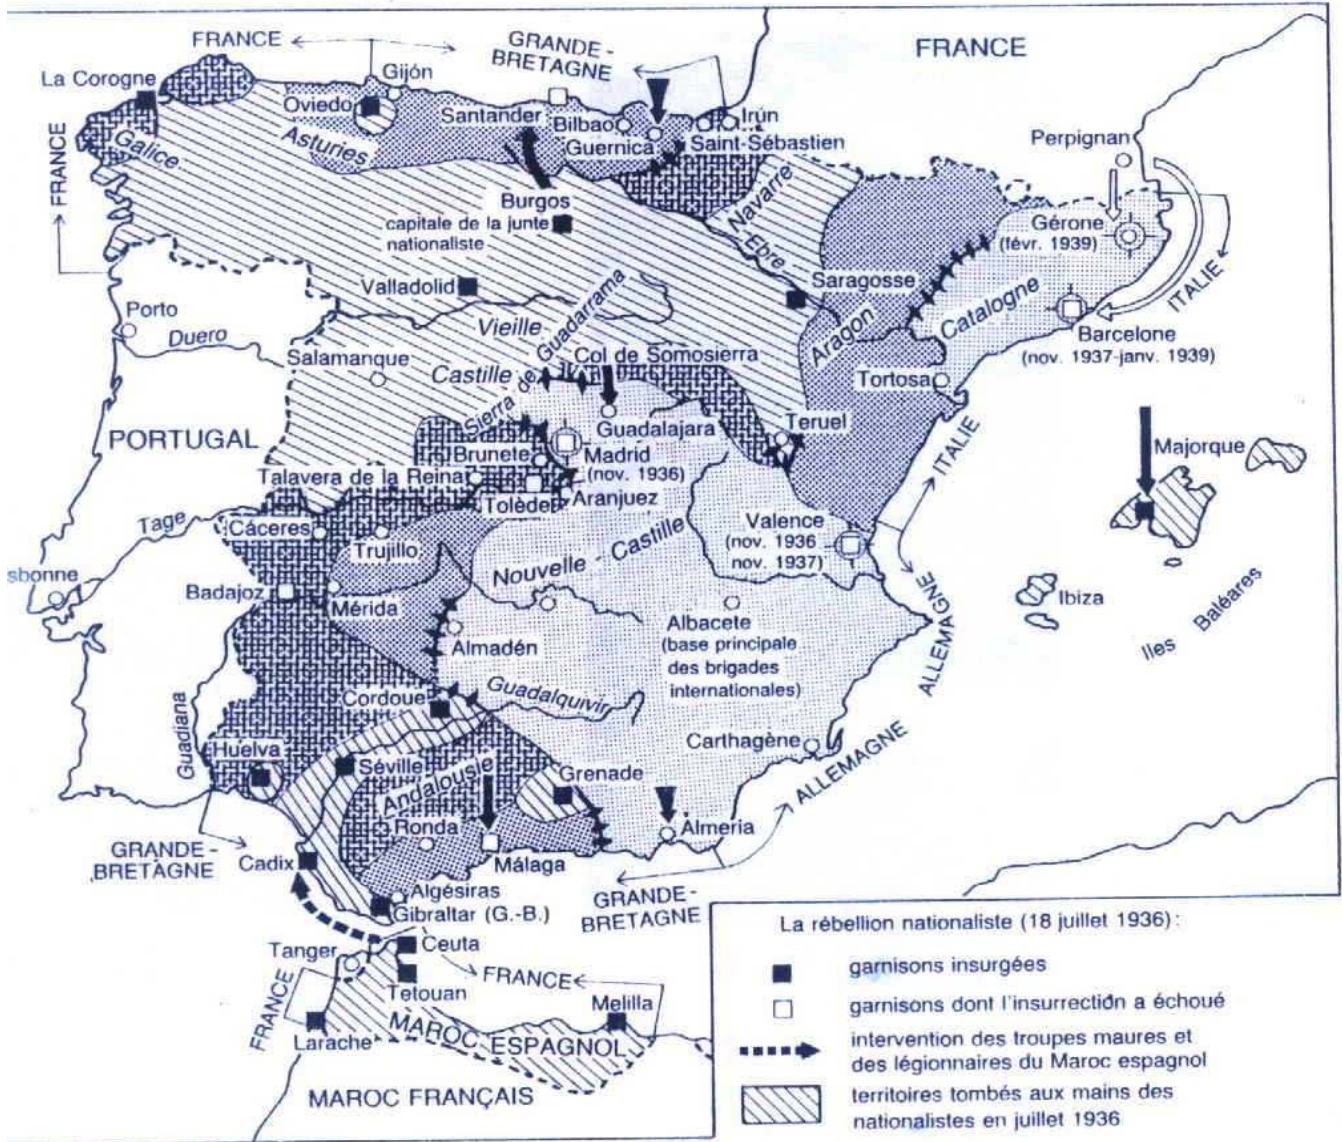 FRANCE
GRANDE-
BRETAGNE
FRANCE
La Corogne
Gijón
Oviedo
Santander
Bilbao
Irún
Guernica
Saint-Sébastien
Perpignan
Galice
Asturies
FRANCE
Navarre
Burgos
capitale de la junte
nationaliste
Ebre
Gérone
(févr. 1939)
ITALIE
Valladolid
Saragosse
Catalogne
Porto
Duero
Vieille
Castille
Sierra de Guadarrama
Aragon
Barcelone
(nov. 1937-janv. 1939)
Salamanque
Col de Somosierra
Tortosa
PORTUGAL
Guadalajara
Teruel
Majorque
Brunete
Madrid
(nov. 1936)
ITALIE
Talavera de la Reina
Tolède
Aranjuez
Tage
Cáceres
Trujillo
Nouvelle - Castille
Valence
(nov. 1936
nov. 1937)
sbonne
Badajoz
Mérida
Albacete
(base principale
des brigades
internationales)
Ibiza
Iles Baléares
ALLEMAGNE
Almadén
Guadiana
Cordoue
Guadalquivir
Carthagène
ALLEMAGNE
Huelva
Séville
Andalousie
Grenade
Ronda
Almeria
GRANDE-
BRETAGNE
Cadix
Málaga
Algésiras
Gibraltar (G.-B.)
GRANDE-
BRETAGNE
Tanger
Ceuta
FRANCE
FRANCE
Tetouan
Melilla
Larache
MAROC ESPAGNOL
MAROC FRANÇAIS
La rébellion nationaliste (18 juillet 1936) :
garnisons insurgées
garnisons dont l'insurrection a échoué
intervention des troupes maures et
des légionnaires du Maroc espagnol
territoires tombés aux mains des
nationalistes en juillet 1936